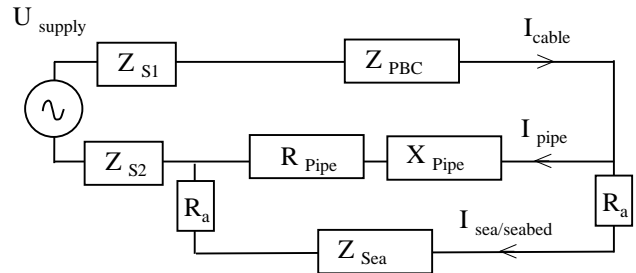 U supply
I cable
Z S1
Z PBC
I pipe
Z S2
R Pipe
X Pipe
R a
R a
I sea/seabed
Z Sea